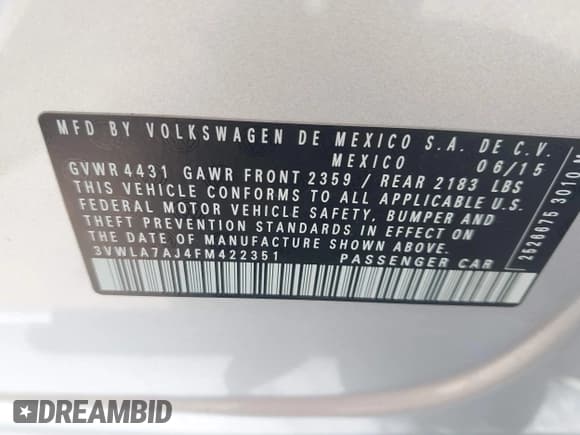 MFD BY VOLKSWAGEN DE MEXICO S.A. DE C.V.
MEXICO 06/15
GVWR 4431 GAWR FRONT 2359 / REAR 2183 LBS
THIS VEHICLE CONFORMS TO ALL APPLICABLE U.S.
FEDERAL MOTOR VEHICLE SAFETY, BUMPER AND
THEFT PREVENTION STANDARDS IN EFFECT ON
THE DATE OF MANUFACTURE SHOWN ABOVE.
3VWLA7AJ4FM422351 PASSENGER CAR
2526675 3010 N
DREAMBID